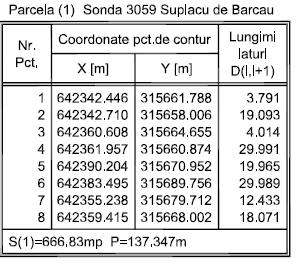 Parcela (1) Sonda 3059 Suplacu de Barcau
Nr. Pct. Coordonate pct.de contur Lungimi laturi D(i,i+1)
X [m] Y [m]
1 642342.446 315661.788 3.791
2 642342.710 315658.006 19.093
3 642360.608 315664.655 4.014
4 642361.957 315660.874 29.991
5 642390.204 315670.952 19.965
6 642383.495 315689.756 29.989
7 642355.238 315679.712 12.433
8 642359.415 315668.002 18.071
S(1)=666,83mp P=137,347m